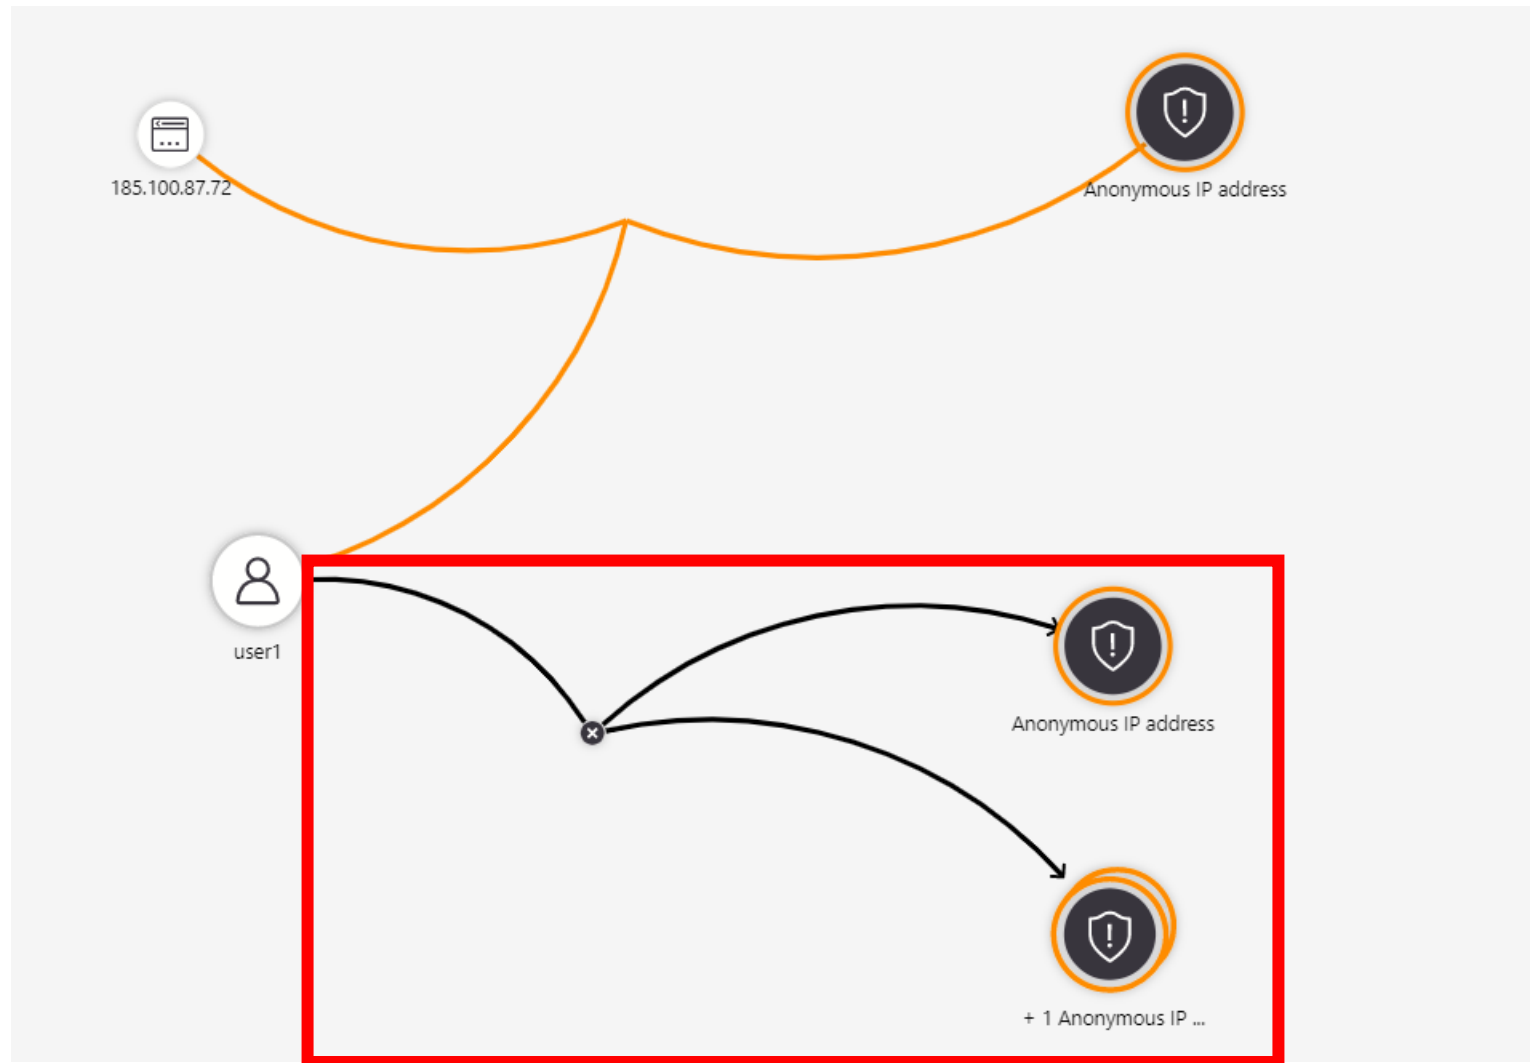 185.100.87.72
Anonymous IP address
user1
Anonymous IP address
+ 1 Anonymous IP ...